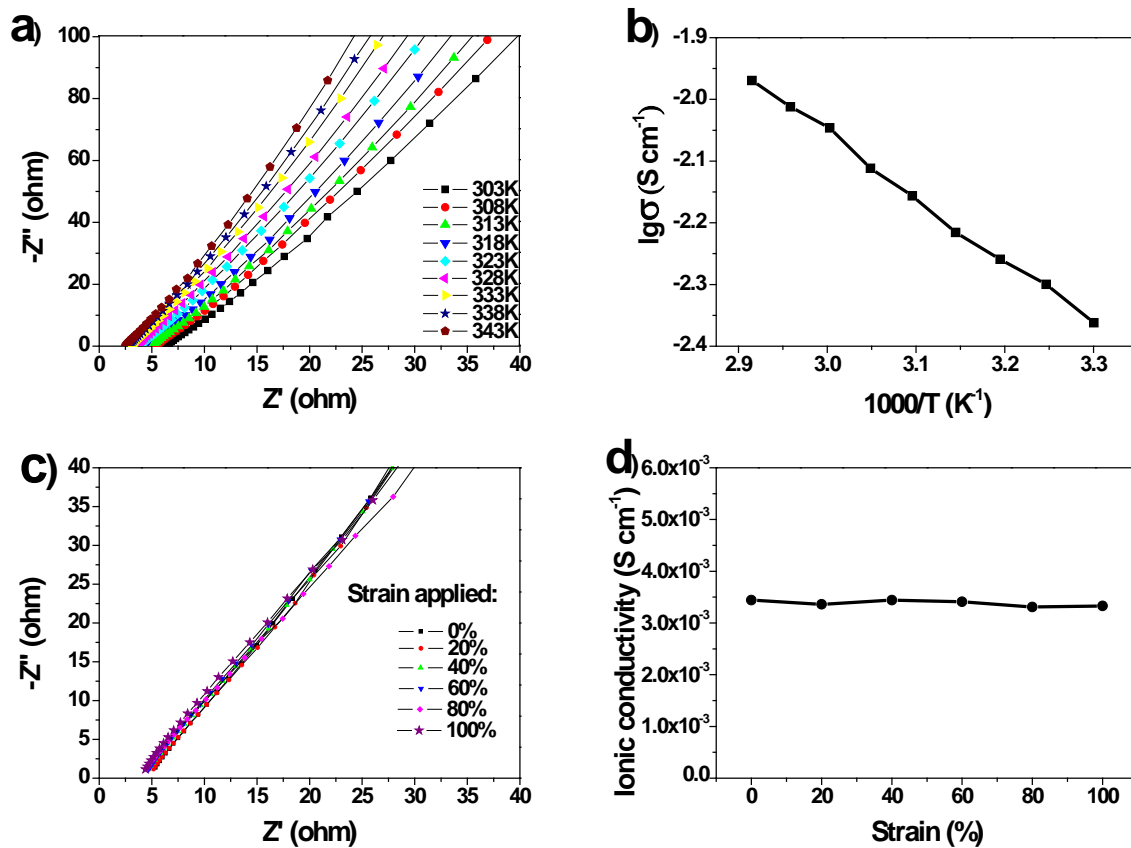 a)
100
80
60
40
20
0
-Z'' (ohm)
0 5 10 15 20 25 30 35 40
Z' (ohm)
303K
308K
313K
318K
323K
328K
333K
338K
343K
b)
-1.9
-2.0
-2.1
-2.2
-2.3
-2.4
lgσ (S cm⁻¹)
2.9 3.0 3.1 3.2 3.3
1000/T (K⁻¹)
c)
40
35
30
25
20
15
10
5
0
-Z'' (ohm)
0 5 10 15 20 25 30 35 40
Z' (ohm)
Strain applied:
0%
20%
40%
60%
80%
100%
d)
6.0x10⁻³
5.0x10⁻³
4.0x10⁻³
3.0x10⁻³
2.0x10⁻³
1.0x10⁻³
0.0
Ionic conductivity (S cm⁻¹)
0 20 40 60 80 100
Strain (%)